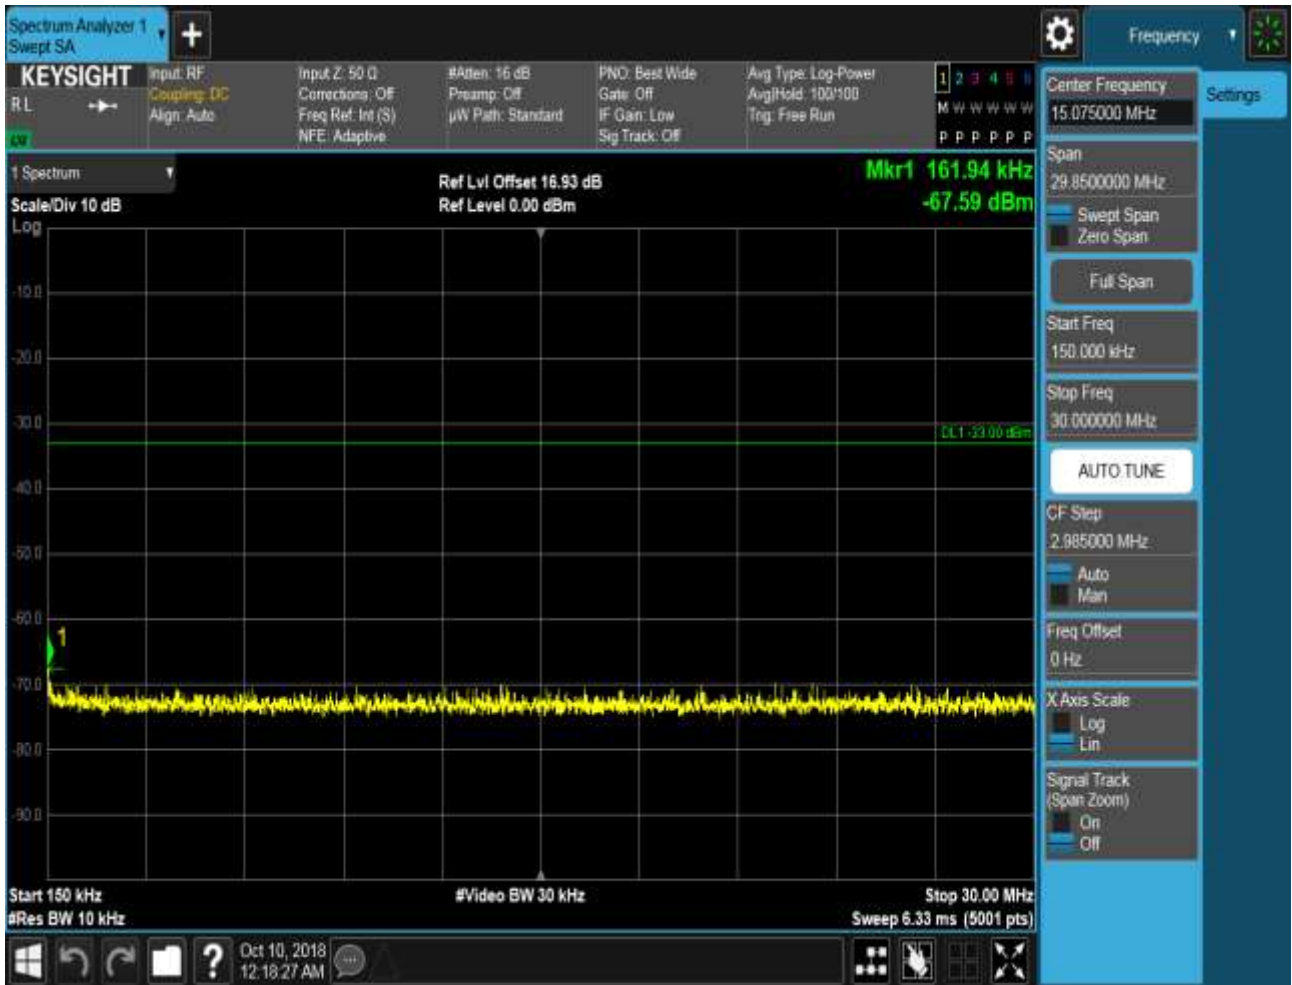 Spectrum Analyzer 1
Swept SA
Frequency
KEYSIGHT
R L
Input: RF
Coupling: DC
Align: Auto
Input Z: 50 Ω
Corrections: Off
Freq Ref: Int (S)
NFE: Adaptive
#Atten: 16 dB
Preamp: Off
µW Path: Standard
PNO: Best Wide
Gate: Off
IF Gain: Low
Sig Track: Off
Avg Type: Log-Power
Avg|Hold: 100/100
Trig: Free Run
1 2 3 4 5 6
M W W W W W
P P P P P P
1 Spectrum
Scale/Div 10 dB
Log
Ref Lvl Offset 16.93 dB
Ref Level 0.00 dBm
Mkr1 161.94 kHz
-67.59 dBm
-10.0
-20.0
-30.0
DL1 -33.00 dBm
-40.0
-50.0
-60.0
1
-70.0
-80.0
-90.0
Start 150 kHz
#Res BW 10 kHz
#Video BW 30 kHz
Stop 30.00 MHz
Sweep 6.33 ms (5001 pts)
Oct 10, 2018
12:18:27 AM
Center Frequency
15.075000 MHz
Settings
Span
29.8500000 MHz
Swept Span
Zero Span
Full Span
Start Freq
150.000 kHz
Stop Freq
30.000000 MHz
AUTO TUNE
CF Step
2.985000 MHz
Auto
Man
Freq Offset
0 Hz
X Axis Scale
Log
Lin
Signal Track
(Span Zoom)
On
Off